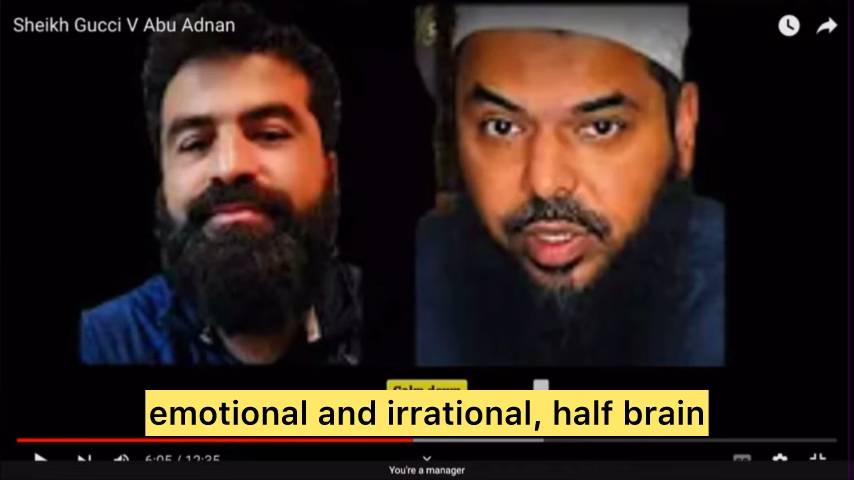 Sheikh Gucci V Abu Adnan
Calm down
emotional and irrational, half brain
6:05 / 12:35
You're a manager